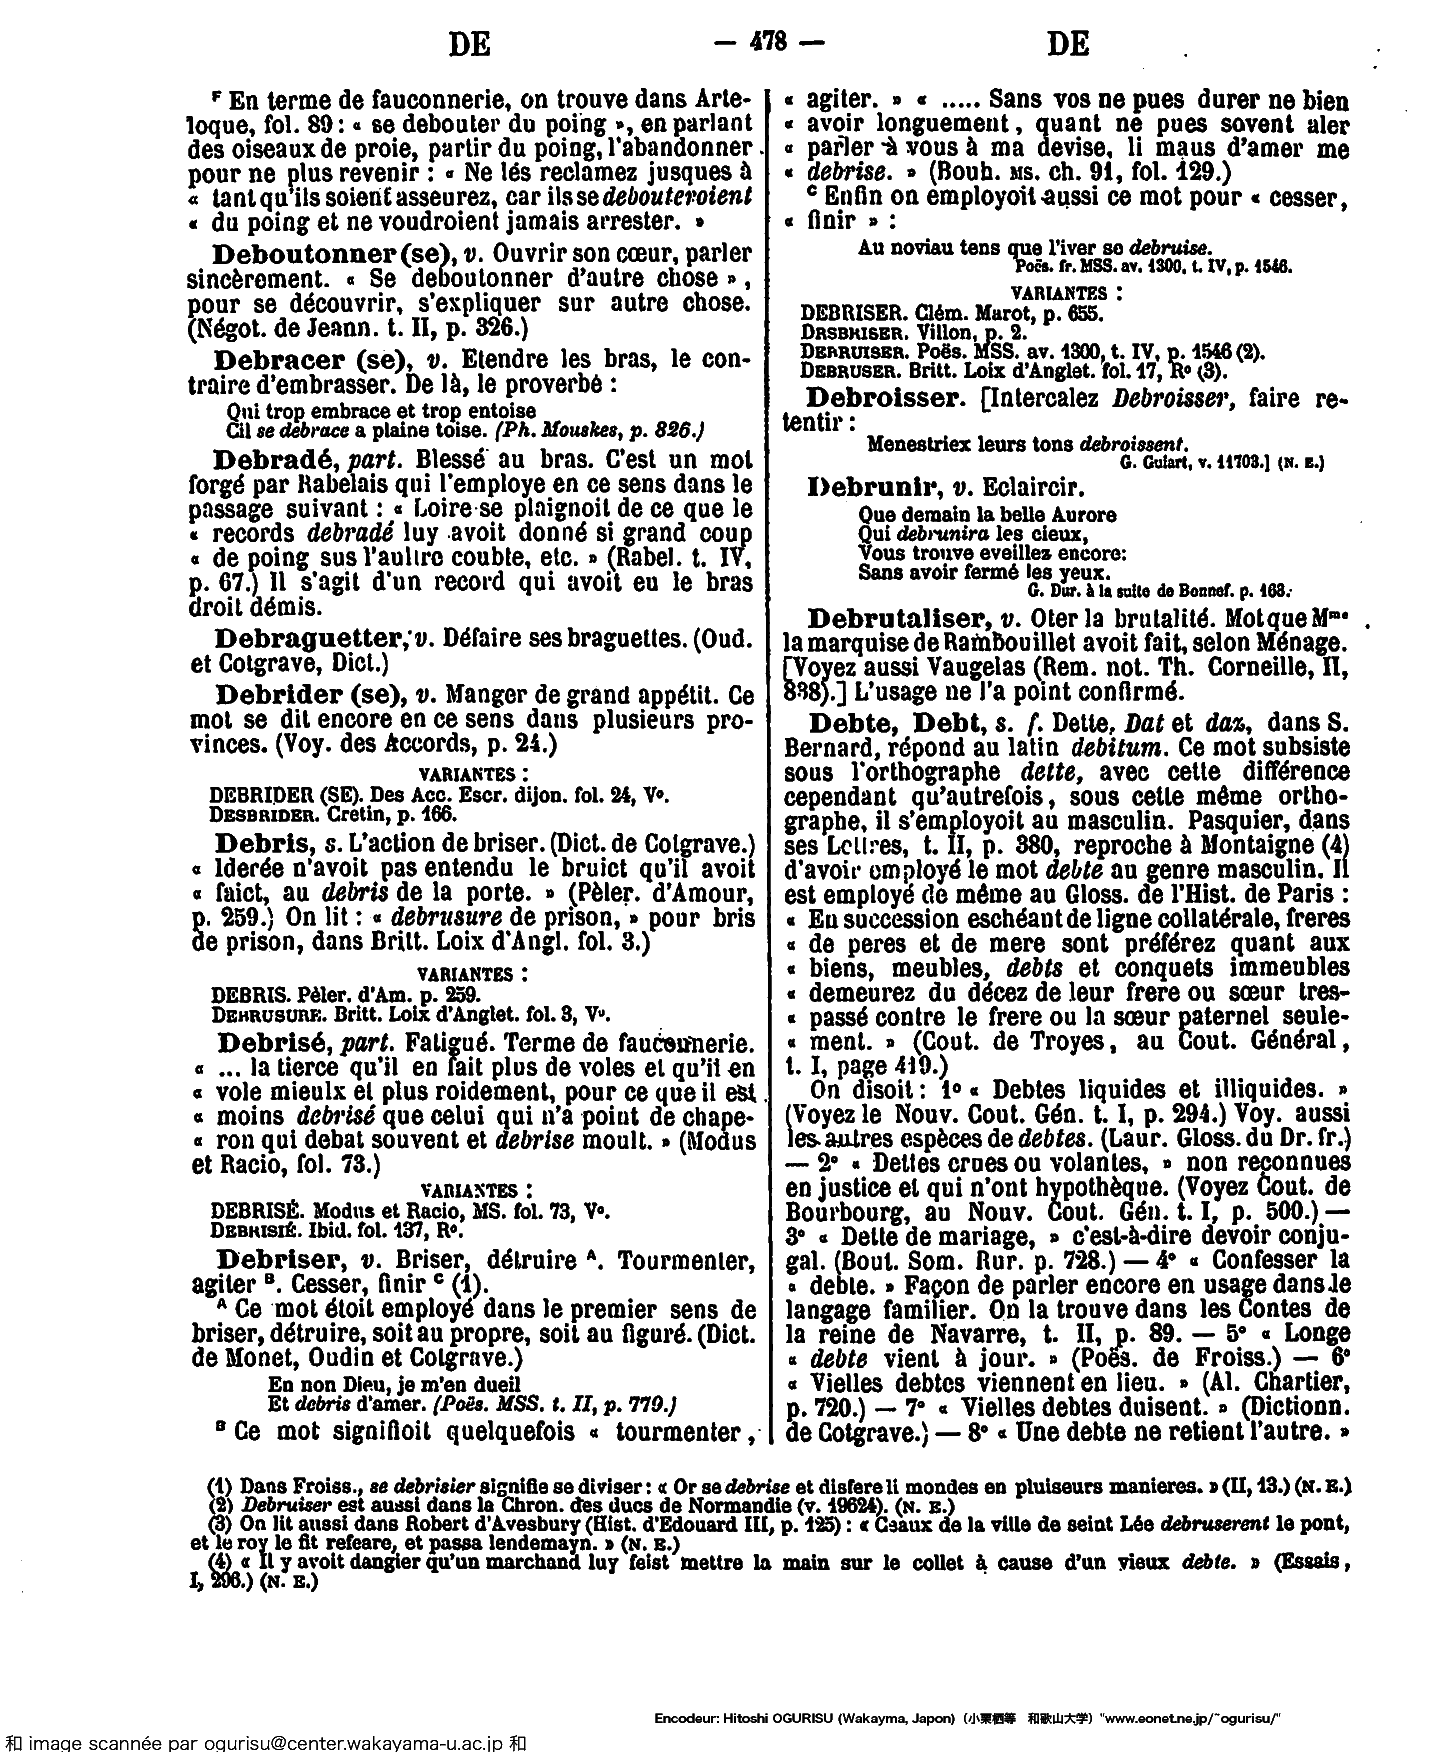 DE — 478 — DE
F En terme de fauconnerie, on trouve dans Arte-
loque, fol. 89 : « se debouter du poing », en parlant
des oiseaux de proie, partir du poing, l'abandonner
pour ne plus revenir : « Ne lés reclamez jusques à
« tant qu'ils soient asseurez, car ils se debouteroient
« du poing et ne voudroient jamais arrester. »
Deboutonner (se), v. Ouvrir son cœur, parler
sincèrement. « Se deboutonner d'autre chose »,
pour se découvrir, s'expliquer sur autre chose.
(Négot. de Jeann. t. II, p. 326.)
Debracer (se), v. Etendre les bras, le con-
traire d'embrasser. De là, le proverbe :
Qui trop embrace et trop entoise
Cil se debrace a plaine toise. (Ph. Mouskes, p. 826.)
Debradé, part. Blessé au bras. C'est un mot
forgé par Rabelais qui l'employe en ce sens dans le
passage suivant : « Loire se plaignoit de ce que le
« records debradé luy avoit donné si grand coup
« de poing sus l'aultre coubte, etc. » (Rabel. t. IV,
p. 67.) Il s'agit d'un record qui avoit eu le bras
droit démis.
Debraguetter, v. Défaire ses braguettes. (Oud.
et Cotgrave, Dict.)
Debrider (se), v. Manger de grand appétit. Ce
mot se dit encore en ce sens dans plusieurs pro-
vinces. (Voy. des Accords, p. 24.)
VARIANTES :
DEBRIDER (SE). Des Acc. Escr. dijon. fol. 24, Vº.
DESBRIDER. Cretin, p. 166.
Debris, s. L'action de briser. (Dict. de Cotgrave.)
« Iderée n'avoit pas entendu le bruict qu'il avoit
« faict, au debris de la porte. » (Pèler. d'Amour,
p. 259.) On lit : « debrusure de prison, » pour bris
de prison, dans Britt. Loix d'Angl. fol. 3.)
VARIANTES :
DEBRIS. Pèler. d'Am. p. 259.
DEBRUSURE. Britt. Loix d'Anglet. fol. 3, Vº.
Debrisé, part. Fatigué. Terme de fauconnerie.
« ... la tierce qu'il en fait plus de voles et qu'il en
« vole mieulx et plus roidement, pour ce que il est
« moins debrisé que celui qui n'a point de chape-
« ron qui debat souvent et debrise moult. » (Modus
et Racio, fol. 73.)
VARIANTES :
DEBRISÉ. Modus et Racio, MS. fol. 73, Vº.
DEBRISIÉ. Ibid. fol. 137, Rº.
Debriser, v. Briser, détruire A. Tourmenter,
agiter B. Cesser, finir C (1).
A Ce mot étoit employé dans le premier sens de
briser, détruire, soit au propre, soit au figuré. (Dict.
de Monet, Oudin et Cotgrave.)
En non Dieu, je m'en dueil
Et debris d'amer. (Poës. MSS. t. II, p. 779.)
B Ce mot signifioit quelquefois « tourmenter,
« agiter. » « ..... Sans vos ne pues durer ne bien
« avoir longuement, quant ne pues sovent aler
« parler à vous à ma devise, li maus d'amer me
« debrise. » (Bouh. MS. ch. 91, fol. 129.)
C Enfin on employoit aussi ce mot pour « cesser,
« finir » :
Au noviau tens que l'iver se debruise.
Poës. fr. MSS. av. 1300, t. IV, p. 1546.
VARIANTES :
DEBRISER. Clém. Marot, p. 655.
DESBRISER. Villon, p. 2.
DEBRUISER. Poës. MSS. av. 1300, t. IV, p. 1546 (2).
DEBRUSER. Britt. Loix d'Anglet. fol. 17, Rº (3).
Debroisser. [Intercalez Debroisser, faire re-
tentir :
Menestriex leurs tons debroissent.
G. Guiart, v. 11703.] (N. E.)
Debrunir, v. Eclaircir.
Que demain la belle Aurore
Qui debrunira les cieux,
Vous trouve eveillez encore:
Sans avoir fermé les yeux.
G. Dur. à la suite de Bonnef. p. 163.
Debrutaliser, v. Oter la brutalité. Mot que Mme
la marquise de Rambouillet avoit fait, selon Ménage.
[Voyez aussi Vaugelas (Rem. not. Th. Corneille, II,
838).] L'usage ne l'a point confirmé.
Debte, Debt, s. f. Dette. Dat et daz, dans S.
Bernard, répond au latin debitum. Ce mot subsiste
sous l'orthographe dette, avec cette différence
cependant qu'autrefois, sous cette même ortho-
graphe, il s'employoit au masculin. Pasquier, dans
ses Lettres, t. II, p. 380, reproche à Montaigne (4)
d'avoir employé le mot debte au genre masculin. Il
est employé de même au Gloss. de l'Hist. de Paris :
« En succession eschéant de ligne collatérale, freres
« de peres et de mere sont préférez quant aux
« biens, meubles, debts et conquets immeubles
« demeurez du décez de leur frere ou sœur tres-
« passé contre le frere ou la sœur paternel seule-
« ment. » (Cout. de Troyes, au Cout. Général,
t. I, page 419.)
On disoit : 1º « Debtes liquides et illiquides. »
(Voyez le Nouv. Cout. Gén. t. I, p. 294.) Voy. aussi
les autres espèces de debtes. (Laur. Gloss. du Dr. fr.)
— 2º « Dettes crues ou volantes, » non reconnues
en justice et qui n'ont hypothèque. (Voyez Cout. de
Bourbourg, au Nouv. Cout. Gén. t. I, p. 500.) —
3º « Dette de mariage, » c'est-à-dire devoir conju-
gal. (Bout. Som. Rur. p. 728.) — 4º « Confesser la
« debte. » Façon de parler encore en usage dans le
langage familier. On la trouve dans les Contes de
la reine de Navarre, t. II, p. 89. — 5º « Longe
« debte vient à jour. » (Poës. de Froiss.) — 6º
« Vielles debtes viennent en lieu. » (Al. Chartier,
p. 720.) — 7º « Vielles debtes duisent. » (Dictionn.
de Cotgrave.) — 8º « Une debte ne retient l'autre. »
(1) Dans Froiss., se debrisier signifie se diviser : « Or se debrise et disfere li mondes en pluiseurs manieres. » (II, 13.) (N. E.)
(2) Debruiser est aussi dans la Chron. des ducs de Normandie (v. 19624). (N. E.)
(3) On lit aussi dans Robert d'Avesbury (Hist. d'Edouard III, p. 125) : « Ceaux de la ville de seint Lée debruserent le pont,
et le roy le fit refeare, et passa lendemayn. » (N. E.)
(4) « Il y avoit dangier qu'un marchand luy feist mettre la main sur le collet à cause d'un vieux debte. » (Essais,
I, 296.) (N. E.)
Encodeur: Hitoshi OGURISU (Wakayma, Japon) (小栗栖等 和歌山大学) "www.eonet.ne.jp/~ogurisu/"
和 image scannée par ogurisu@center.wakayama-u.ac.jp 和